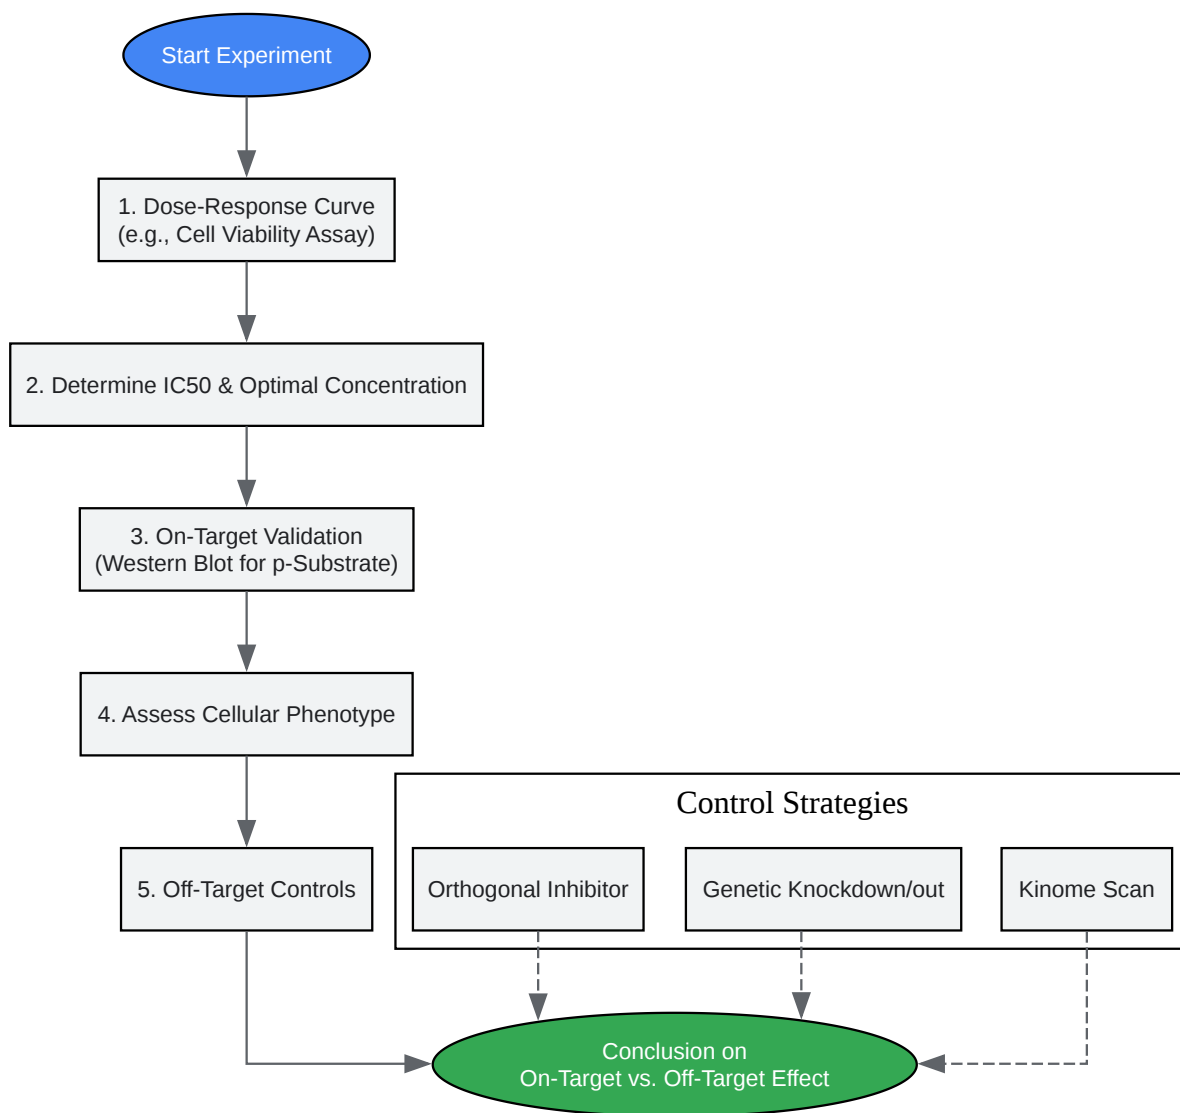 Start Experiment
1. Dose-Response Curve
(e.g., Cell Viability Assay)
2. Determine IC50 & Optimal Concentration
3. On-Target Validation
(Western Blot for p-Substrate)
4. Assess Cellular Phenotype
Control Strategies
5. Off-Target Controls
Orthogonal Inhibitor
Genetic Knockdown/out
Kinome Scan
Conclusion on
On-Target vs. Off-Target Effect